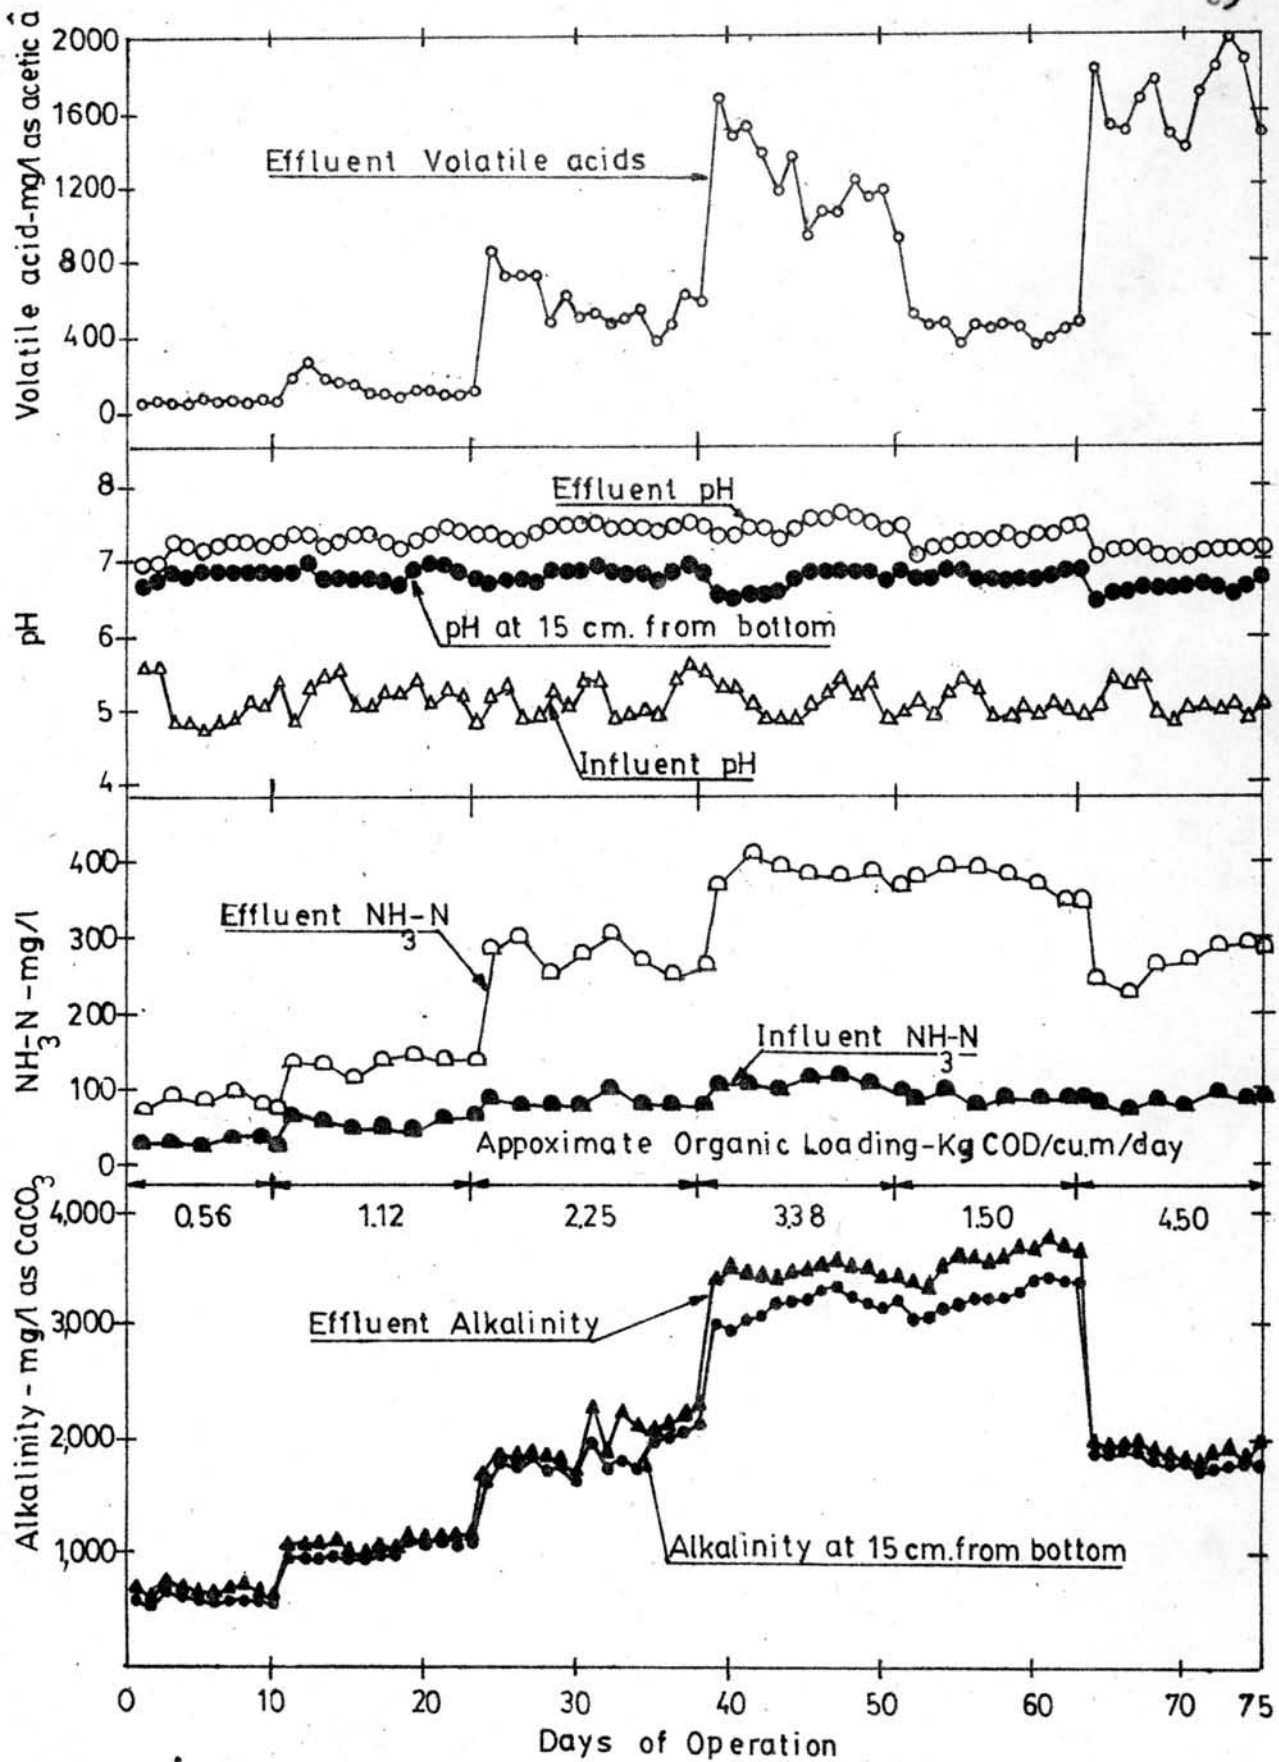 Volatile acid-mg/l as acetic
2000
1600
1200
800
400
0
Effluent Volatile acids
pH
8
7
6
5
4
Effluent pH
pH at 15 cm. from bottom
Influent pH
NH3-N-mg/l
400
300
200
100
0
Effluent NH3-N
Influent NH3-N
Appoximate Organic Loading-Kg COD/cu.m/day
0.56 1.12 2.25 3.38 1.50 4.50
Alkalinity - mg/l as CaCO3
4,000
3,000
2,000
1,000
Effluent Alkalinity
Alkalinity at 15 cm. from bottom
0 10 20 30 40 50 60 70 75
Days of Operation